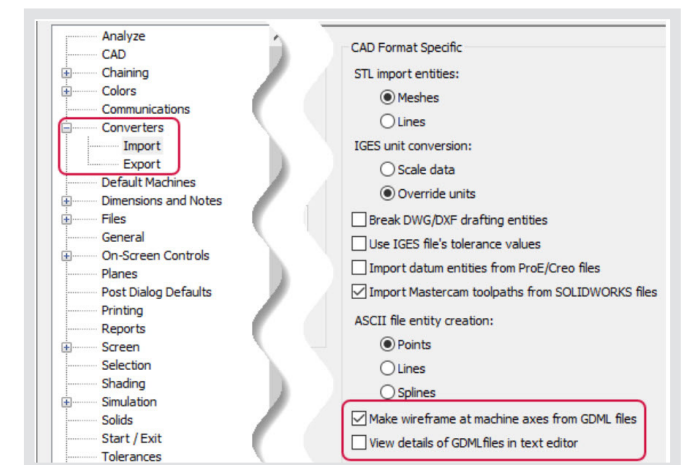 Analyze
CAD
Chaining
Colors
Communications
Converters
Import
Export
Default Machines
Dimensions and Notes
Files
General
On-Screen Controls
Planes
Post Dialog Defaults
Printing
Reports
Screen
Selection
Shading
Simulation
Solids
Start / Exit
Tolerances
CAD Format Specific
STL import entities:
Meshes
Lines
IGES unit conversion:
Scale data
Override units
Break DWG/DXF drafting entities
Use IGES file's tolerance values
Import datum entities from ProE/Creo files
Import Mastercam toolpaths from SOLIDWORKS files
ASCII file entity creation:
Points
Lines
Splines
Make wireframe at machine axes from GDML files
View details of GDMLfiles in text editor